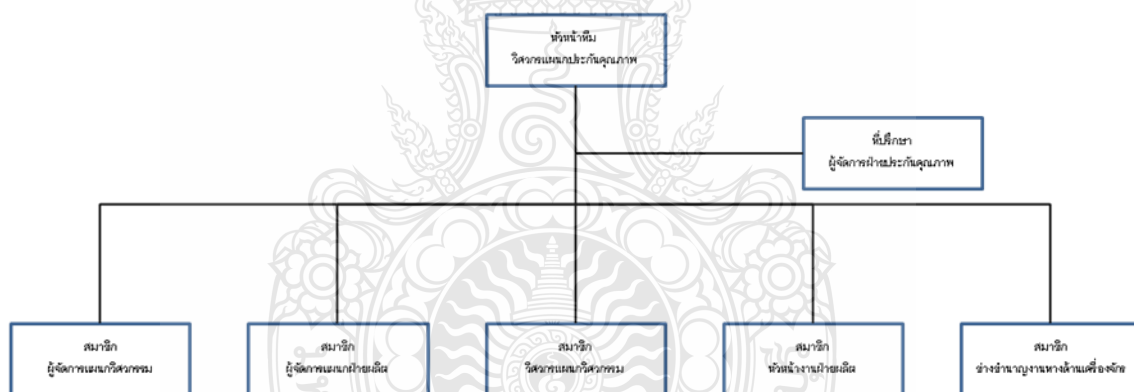 หัวหน้าทีม
วิศวกรแผนกประกันคุณภาพ
ที่ปรึกษา
ผู้จัดการฝ่ายประกันคุณภาพ
สมาชิก
ผู้จัดการแผนกวิศวกรรม
สมาชิก
ผู้จัดการแผนกฝ่ายผลิต
สมาชิก
วิศวกรแผนกวิศวกรรม
สมาชิก
หัวหน้างานฝ่ายผลิต
สมาชิก
ช่างชำนาญงานทางด้านเครื่องจักร